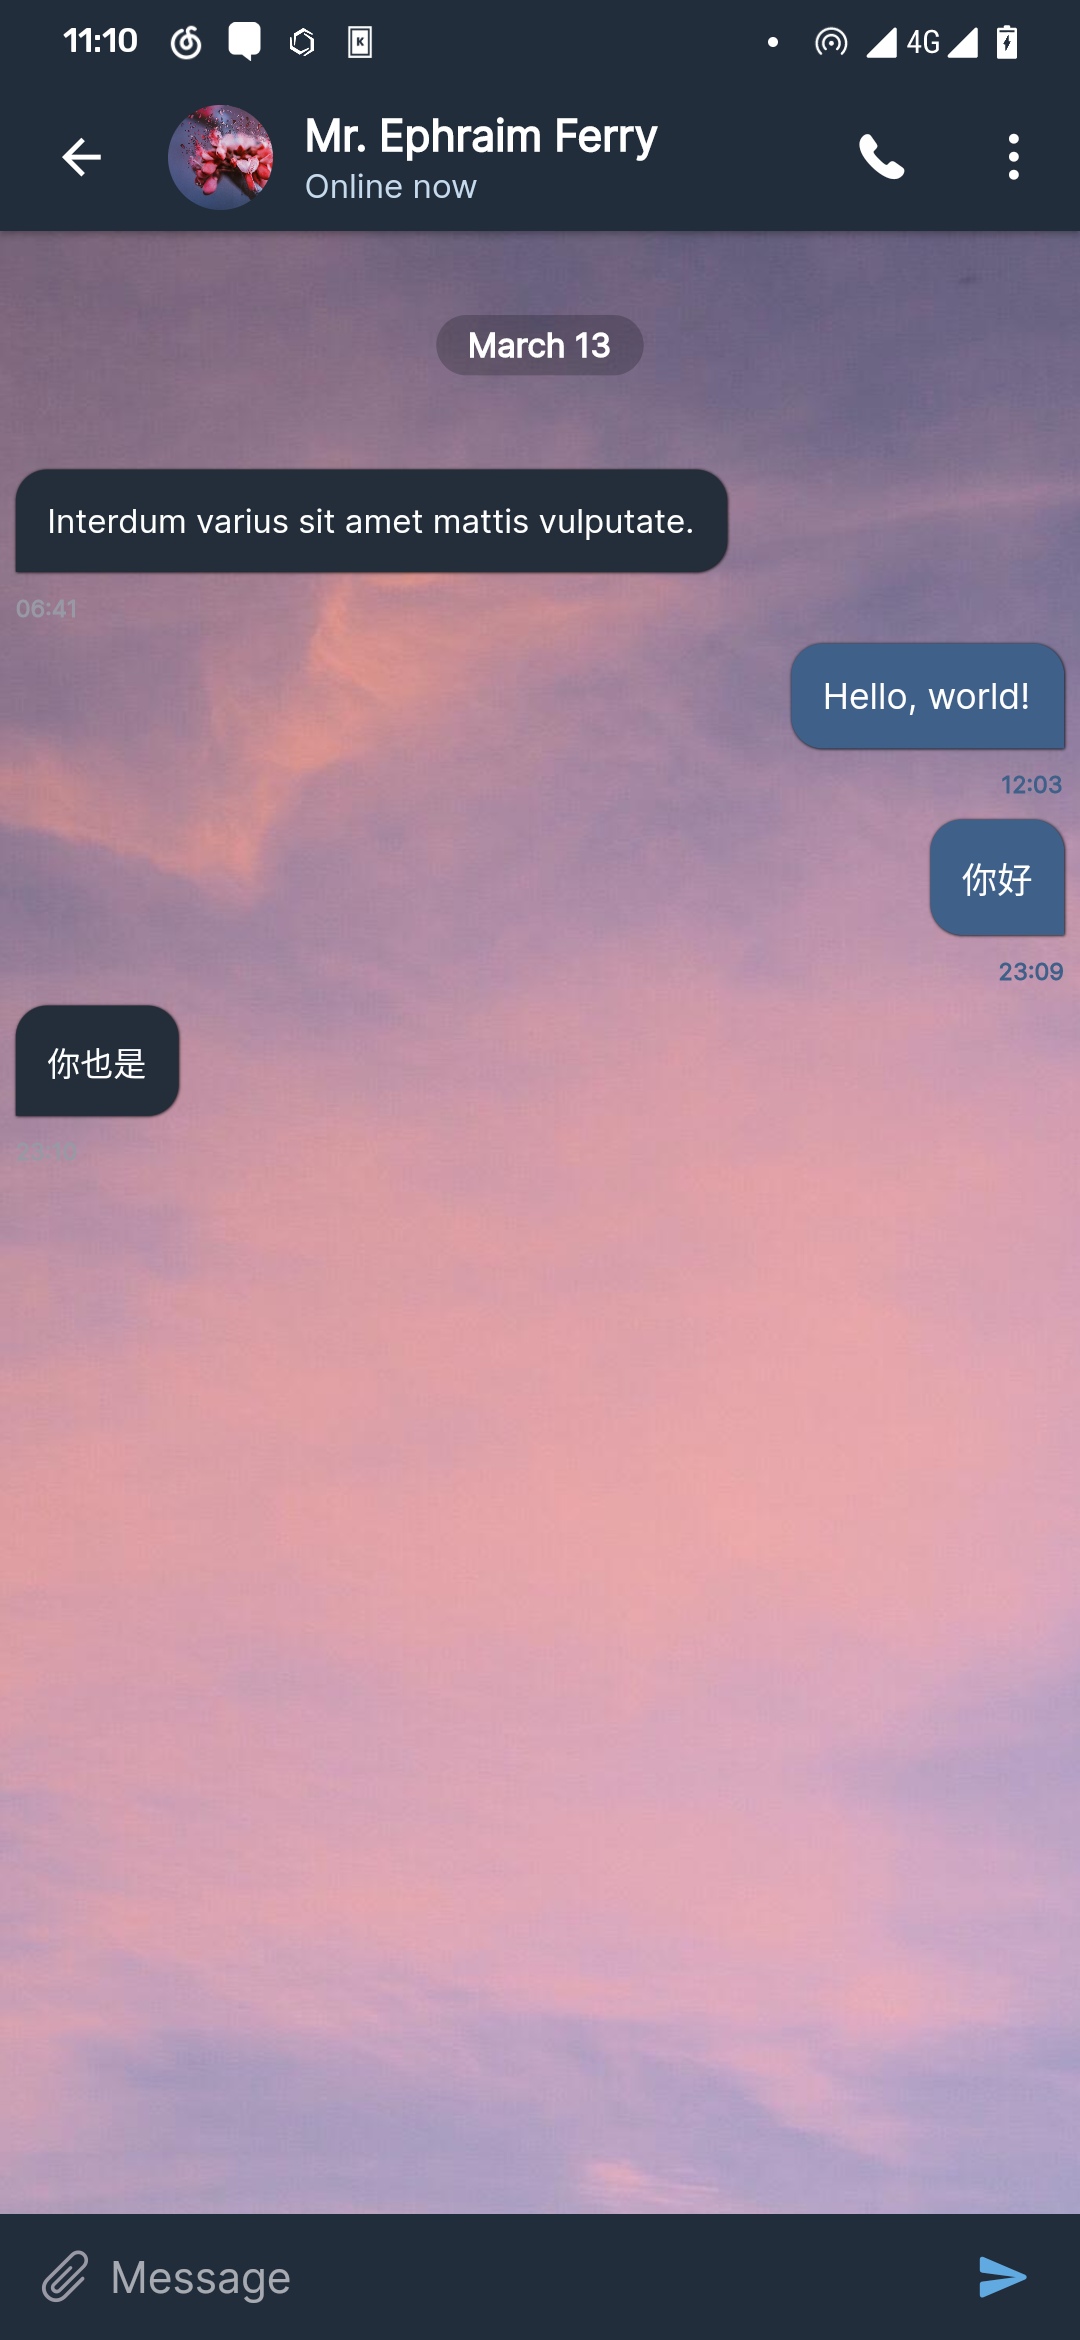 11:10
4G
Mr. Ephraim Ferry
Online now
March 13
Interdum varius sit amet mattis vulputate.
06:41
Hello, world!
12:03
你好
23:09
你也是
Message